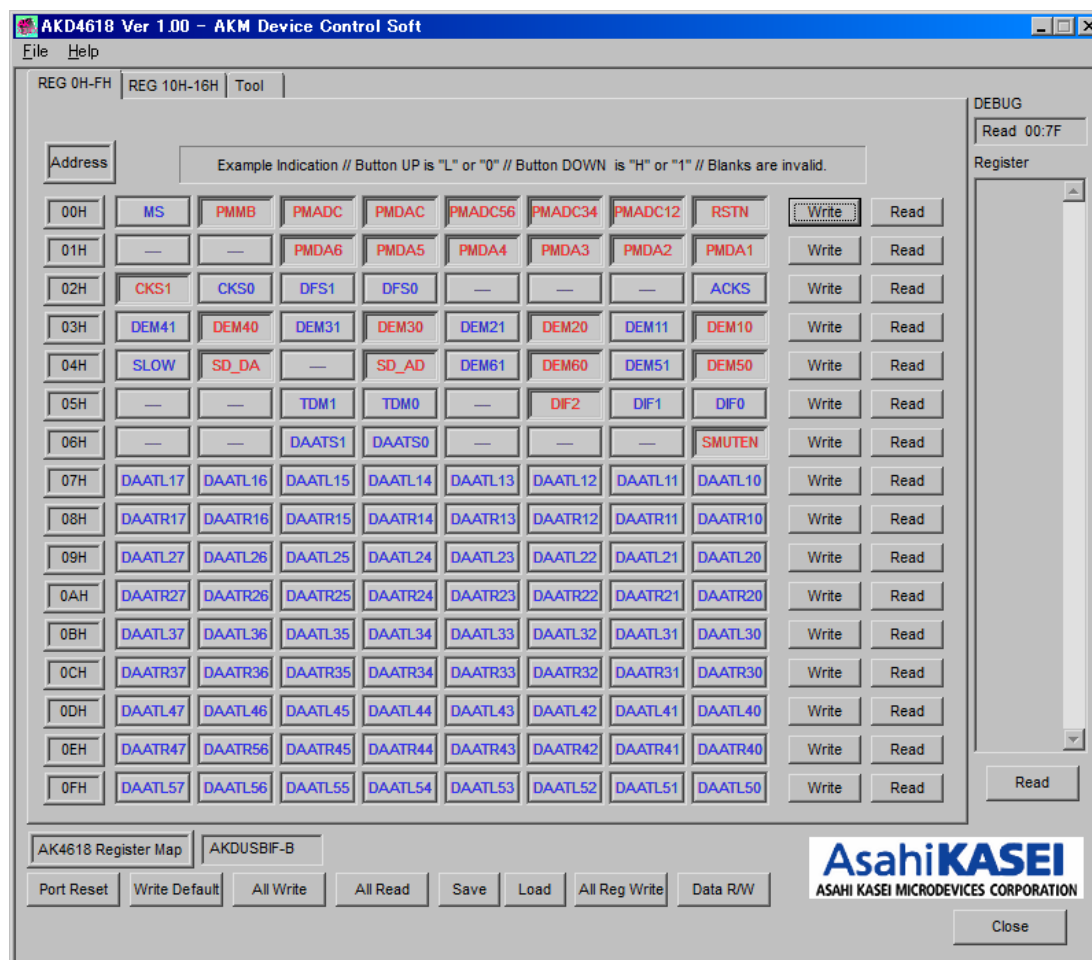 AKD4618 Ver 1.00 - AKM Device Control Soft
File Help
REG 0H-FH REG 10H-16H Tool
DEBUG
Read 00:7F
Address Example Indication // Button UP is "L" or "0" // Button DOWN is "H" or "1" // Blanks are invalid. Register
00H MS PMMB PMADC PMDAC PMADC56 PMADC34 PMADC12 RSTN Write Read
01H — — PMDA6 PMDA5 PMDA4 PMDA3 PMDA2 PMDA1 Write Read
02H CKS1 CKS0 DFS1 DFS0 — — — ACKS Write Read
03H DEM41 DEM40 DEM31 DEM30 DEM21 DEM20 DEM11 DEM10 Write Read
04H SLOW SD_DA — SD_AD DEM61 DEM60 DEM51 DEM50 Write Read
05H — — TDM1 TDM0 — DIF2 DIF1 DIF0 Write Read
06H — — DAATS1 DAATS0 — — — SMUTEN Write Read
07H DAATL17 DAATL16 DAATL15 DAATL14 DAATL13 DAATL12 DAATL11 DAATL10 Write Read
08H DAATR17 DAATR16 DAATR15 DAATR14 DAATR13 DAATR12 DAATR11 DAATR10 Write Read
09H DAATL27 DAATL26 DAATL25 DAATL24 DAATL23 DAATL22 DAATL21 DAATL20 Write Read
0AH DAATR27 DAATR26 DAATR25 DAATR24 DAATR23 DAATR22 DAATR21 DAATR20 Write Read
0BH DAATL37 DAATL36 DAATL35 DAATL34 DAATL33 DAATL32 DAATL31 DAATL30 Write Read
0CH DAATR37 DAATR36 DAATR35 DAATR34 DAATR33 DAATR32 DAATR31 DAATR30 Write Read
0DH DAATL47 DAATL46 DAATL45 DAATL44 DAATL43 DAATL42 DAATL41 DAATL40 Write Read
0EH DAATR47 DAATR56 DAATR45 DAATR44 DAATR43 DAATR42 DAATR41 DAATR40 Write Read
0FH DAATL57 DAATL56 DAATL55 DAATL54 DAATL53 DAATL52 DAATL51 DAATL50 Write Read
Read
AK4618 Register Map AKDUSBIF-B
AsahiKASEI
ASAHI KASEI MICRODEVICES CORPORATION
Port Reset Write Default All Write All Read Save Load All Reg Write Data R/W
Close